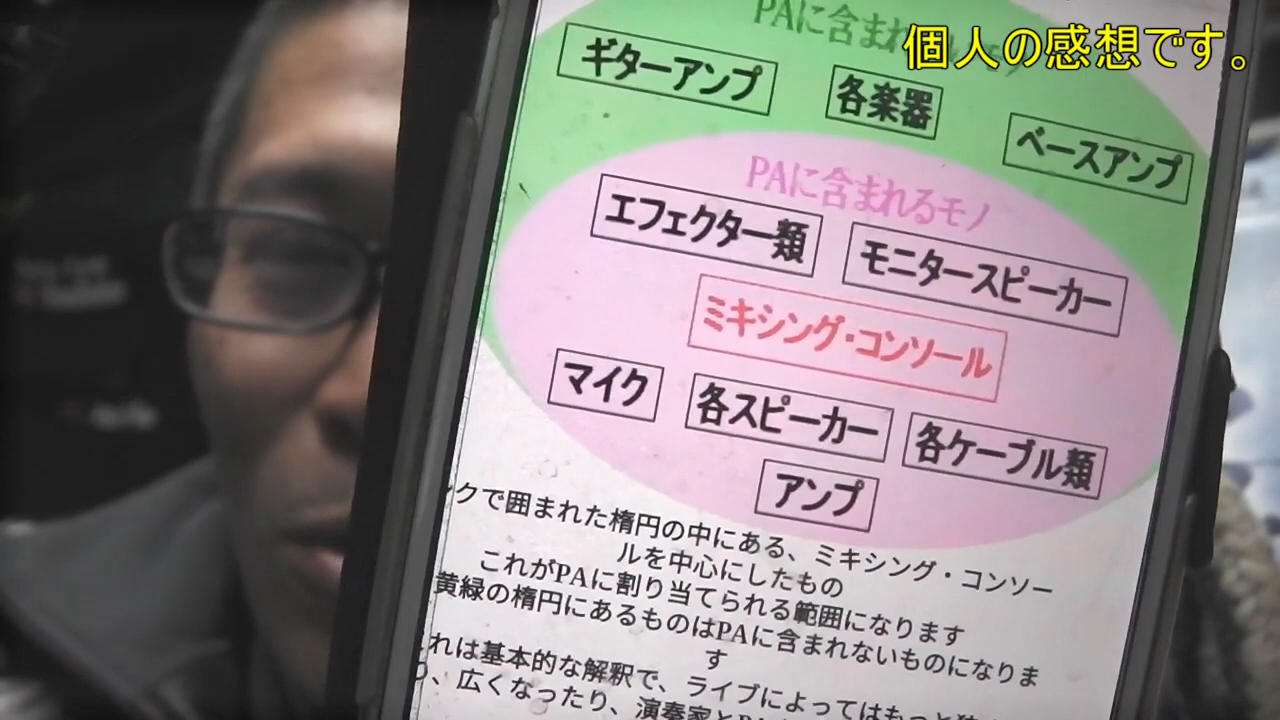 個人の感想です。
PAに含まれ
ギターアンプ
各楽器
ベースアンプ
PAに含まれるモノ
エフェクター類
モニタースピーカー
ミキシング・コンソール
マイク
各スピーカー
各ケーブル類
アンプ
クで囲まれた楕円の中にある、ミキシング・コンソー
ルを中心にしたもの
これがPAに割り当てられる範囲になります
黄緑の楕円にあるものはPAに含まれないものになりま
す
れは基本的な解釈で、ライブによってはもっと
、広くなったり、演奏家と